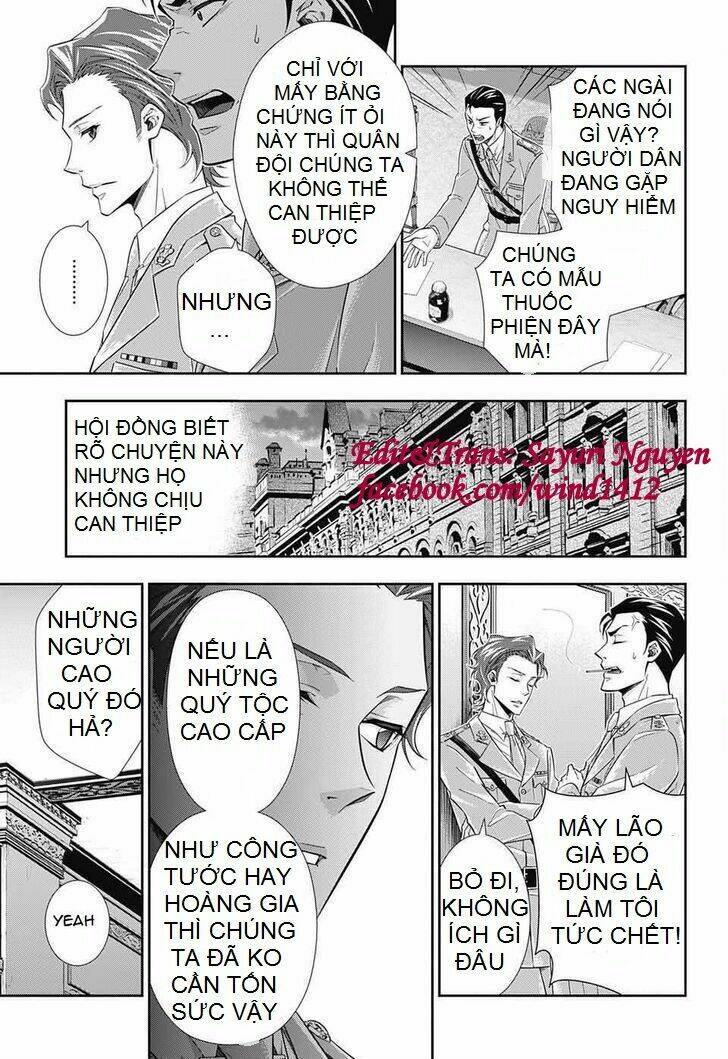 CÁC NGÀI
ĐANG NÓI
GÌ VẬY?
NGƯỜI DÂN
ĐANG GẶP
NGUY HIỂM
CHÚNG
TA CÓ MẪU
THUỐC
PHIỆN ĐÂY
MÀ!
CHỈ VỚI
MẤY BẰNG
CHỨNG ÍT ỎI
NÀY THÌ QUÂN
ĐỘI CHÚNG TA
KHÔNG THỂ
CAN THIỆP
ĐƯỢC
NHƯNG
...
........
HỘI ĐỒNG BIẾT
RÕ CHUYỆN NÀY
NHƯNG HỌ
KHÔNG CHỊU
CAN THIỆP
Edit&Trans: Sayuri Nguyen
facebook.com/wind1412
MẤY LÃO
GIÀ ĐÓ
ĐÚNG LÀ
LÀM TÔI
TỨC CHẾT!
BỎ ĐI,
KHÔNG
ÍCH GÌ
ĐÂU
NẾU LÀ
NHỮNG
QUÝ TỘC
CAO CẤP
NHƯ CÔNG
TƯỚC HAY
HOÀNG GIA
THÌ CHÚNG
TA ĐÃ KO
CẦN TỐN
SỨC VẬY
NHỮNG
NGƯỜI
CAO
QUÝ ĐÓ
HẢ?
YEAH